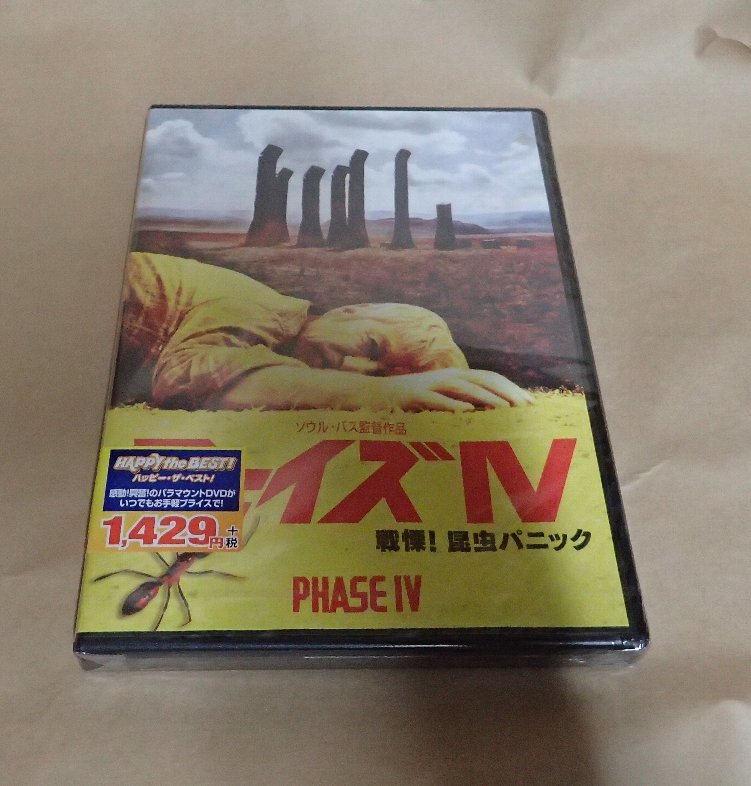 ソウル・バス監督作品
ェイズIV
戦慄!昆虫パニック
HAPPY the BEST!
ハッピー・ザ・ベスト!
感動!興奮!のパラマウントDVDが
いつでもお手軽プライスで!
1,429円+税
PHASE IV